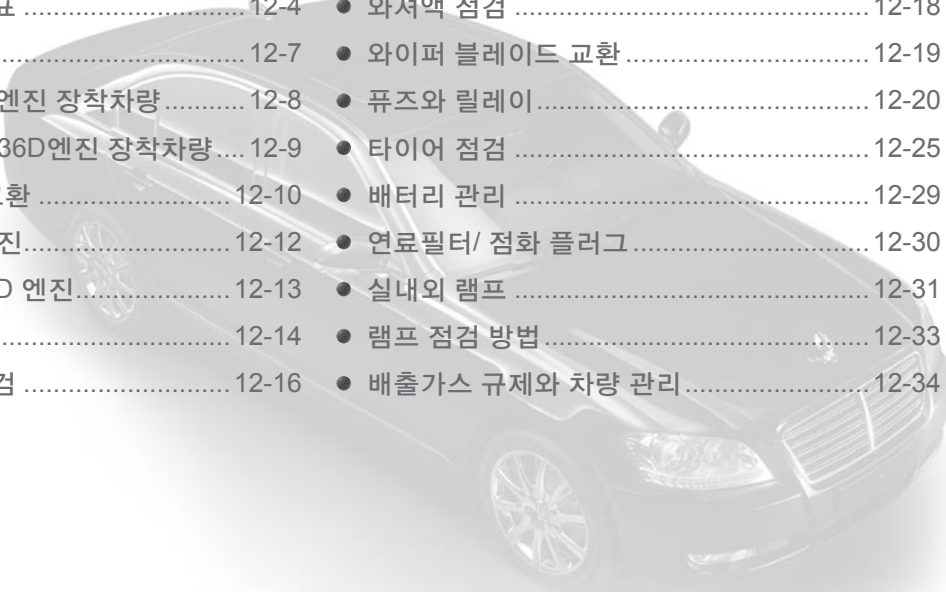 12-4
12-7
엔진 장착차량 12-8
36D엔진 장착차량 12-9
12-10
12-12
D 엔진 12-13
12-14
12-16
● 와셔액 점검 12-18
● 와이퍼 블레이드 교환 12-19
● 퓨즈와 릴레이 12-20
● 타이어 점검 12-25
● 배터리 관리 12-29
● 연료필터/ 점화 플러그 12-30
● 실내외 램프 12-31
● 램프 점검 방법 12-33
● 배출가스 규제와 차량 관리 12-34